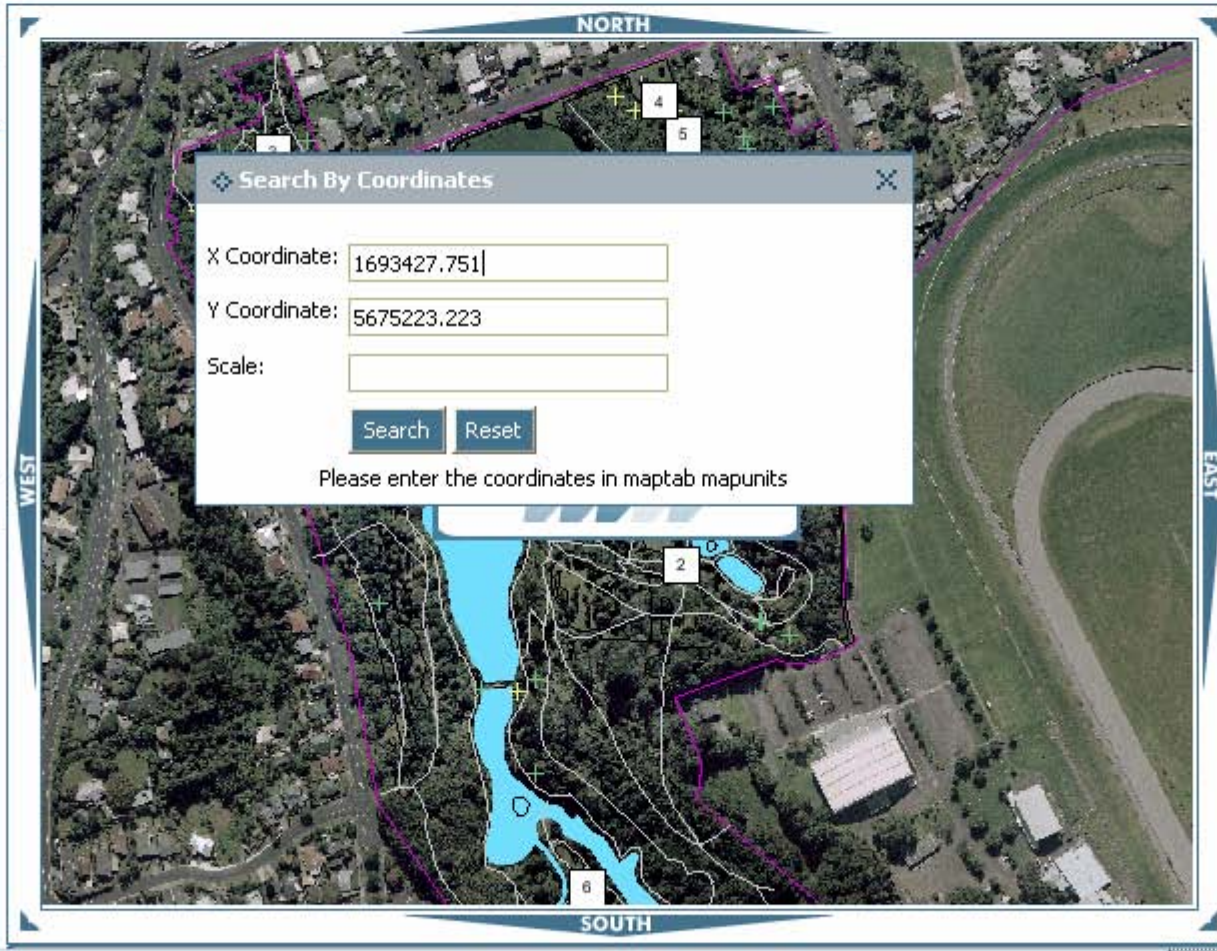 NORTH
4
5
Search By Coordinates
X Coordinate: 1693427.751
Y Coordinate: 5675223.223
Scale:
Search Reset
Please enter the coordinates in maptab mapunits
WEST
EAST
2
6
SOUTH